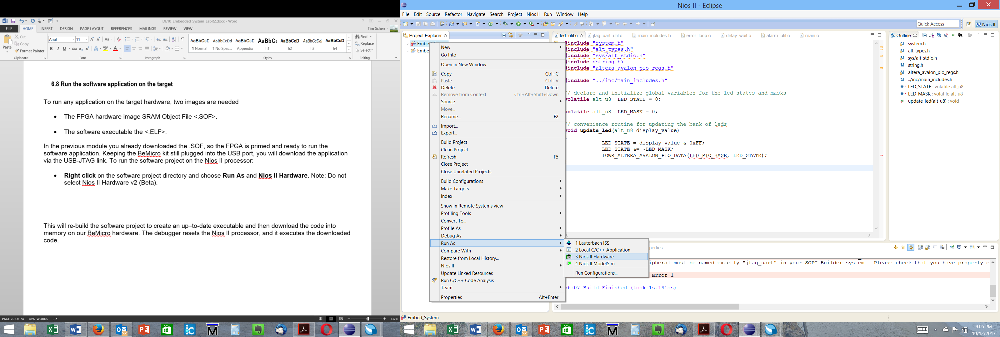 DE10_Embedded_System_LabR2.docx - Word
FILE HOME INSERT DESIGN PAGE LAYOUT REFERENCES MAILINGS REVIEW VIEW Tim Scherr
Paste
Cut
Copy
Format Painter
Clipboard
Arial 11
Font
Paragraph
AaBbCcC AaBbCcDd AaBbCcC AaBbCc AaBbCcD AaBbCcDd. AaBbCcD
¶ Normal ¶ No Spac... Appendix h1 h2 h3 h4
Styles
Find
Replace
Select
Editing
6.8 Run the software application on the target
To run any application on the target hardware, two images are needed
• The FPGA hardware image SRAM Object File <.SOF>.
• The software executable the <.ELF>.
In the previous module you already downloaded the .SOF, so the FPGA is primed and ready to run the
software application. Keeping the BeMicro kit still plugged into the USB port, you will download the application
via the USB-JTAG link. To run the software project on the Nios II processor:
• Right click on the software project directory and choose Run As and Nios II Hardware. Note: Do not
select Nios II Hardware v2 (Beta).
This will re-build the software project to create an up–to-date executable and then download the code into
memory on our BeMicro hardware. The debugger resets the Nios II processor, and it executes the downloaded
code.
PAGE 70 OF 74 7897 WORDS 137%
Nios II - Eclipse
File Edit Source Refactor Navigate Search Project Nios II Run Window Help
Quick Access Nios II
Project Explorer
Embe
New
Go Into
Open in New Window
Copy Ctrl+C
Paste Ctrl+V
Delete Delete
Remove from Context Ctrl+Alt+Shift+Down
Source
Move...
Rename... F2
Import...
Export...
Build Project
Clean Project
Refresh F5
Close Project
Close Unrelated Projects
Build Configurations
Make Targets
Index
Show in Remote Systems view
Profiling Tools
Convert To...
Profile As
Debug As
Run As
Compare With
Restore from Local History...
Nios II
Update Linked Resources
Run C/C++ Code Analysis
Team
Properties Alt+Enter
1 Lauterbach ISS
2 Local C/C++ Application
3 Nios II Hardware
4 Nios II ModelSim
Run Configurations...
led_util.c jtag_uart_util.c main_includes.h error_loop.c delay_wait.c alarm_util.c main.c
#include "system.h"
#include "alt_types.h"
#include "sys/alt_stdio.h"
#include <string.h>
#include "altera_avalon_pio_regs.h"
#include "../inc/main_includes.h"
// declare and initialize global variables for the led states and masks
volatile alt_u8 LED_STATE = 0;
volatile alt_u8 LED_MASK = 0;
// convenience routine for updating the bank of leds
void update_led(alt_u8 display_value)
{
LED_STATE = display_value & 0xFF;
LED_STATE &= ~LED_MASK;
IOWR_ALTERA_AVALON_PIO_DATA(LED_PIO_BASE, LED_STATE);
}
Outline
system.h
alt_types.h
sys/alt_stdio.h
string.h
altera_avalon_pio_regs.h
../inc/main_includes.h
LED_STATE : volatile alt_u8
LED_MASK : volatile alt_u8
update_led(alt_u8) : void
perties
ipheral must be named exactly "jtag_uart" in your SOPC Builder system. Please check that you have properly c
Error 1
56:07 Build Finished (took 1s.141ms)
Embed_System
9:05 PM
10/12/2017